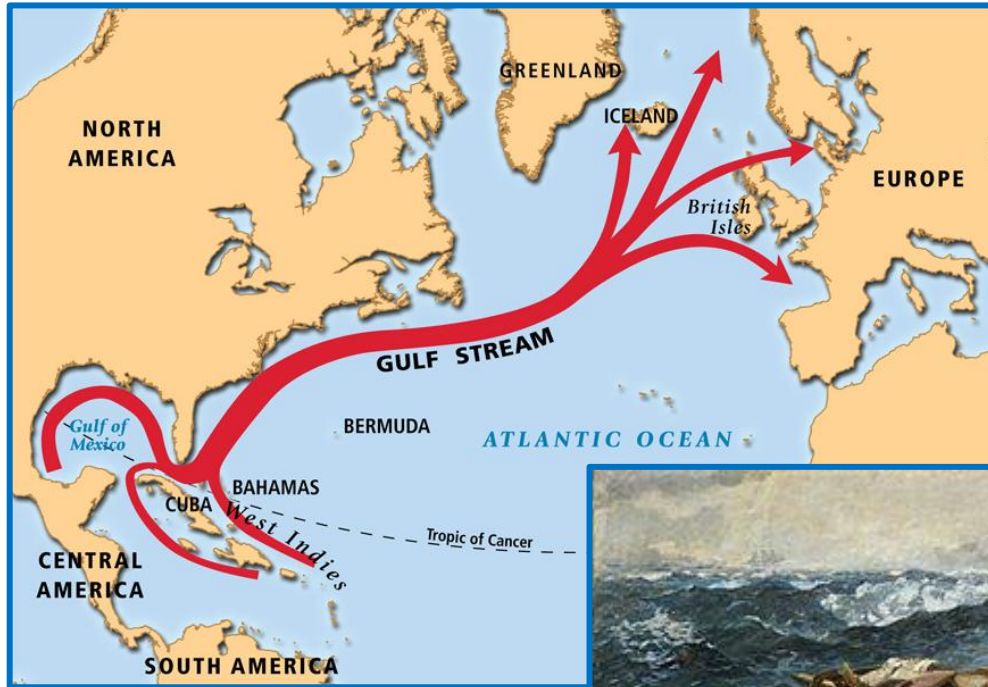 GREENLAND
ICELAND
NORTH
AMERICA
EUROPE
British
Isles
GULF STREAM
Gulf of
Mexico
BERMUDA
ATLANTIC OCEAN
BAHAMAS
CUBA
West Indies
Tropic of Cancer
CENTRAL
AMERICA
SOUTH AMERICA